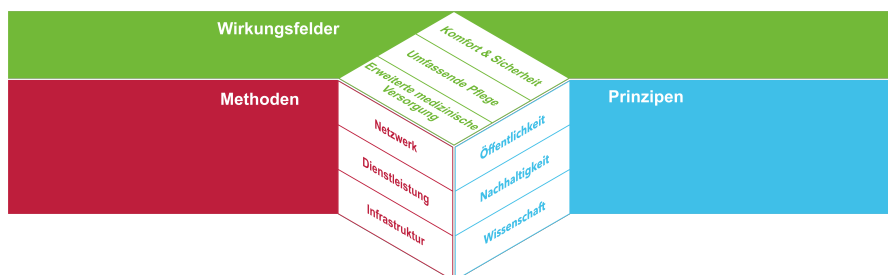 Wirkungsfelder
Komfort & Sicherheit
Umfassende Pflege
Erweiterte medizinische
Versorgung
Methoden
Netzwerk
Dienstleistung
Infrastruktur
Prinzipen
Öffentlichkeit
Nachhaltigkeit
Wissenschaft